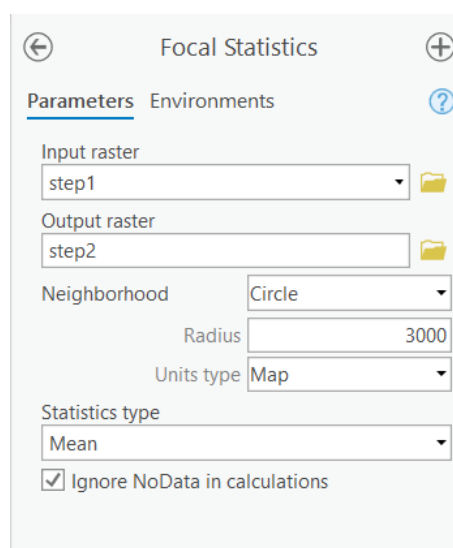 Focal Statistics
Parameters Environments
Input raster
step1
Output raster
step2
Neighborhood Circle
Radius 3000
Units type Map
Statistics type
Mean
Ignore NoData in calculations